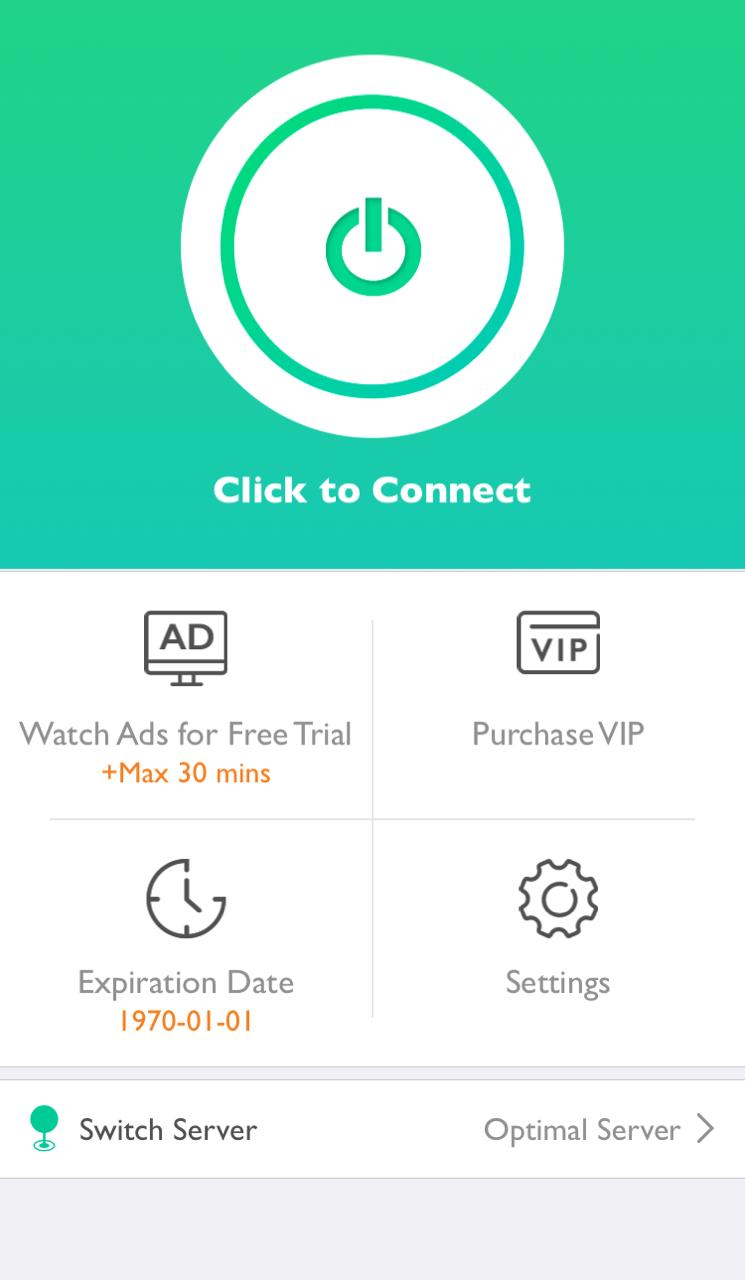 Click to Connect
AD
VIP
Watch Ads for Free Trial
+Max 30 mins
Purchase VIP
Expiration Date
1970-01-01
Settings
Switch Server
Optimal Server